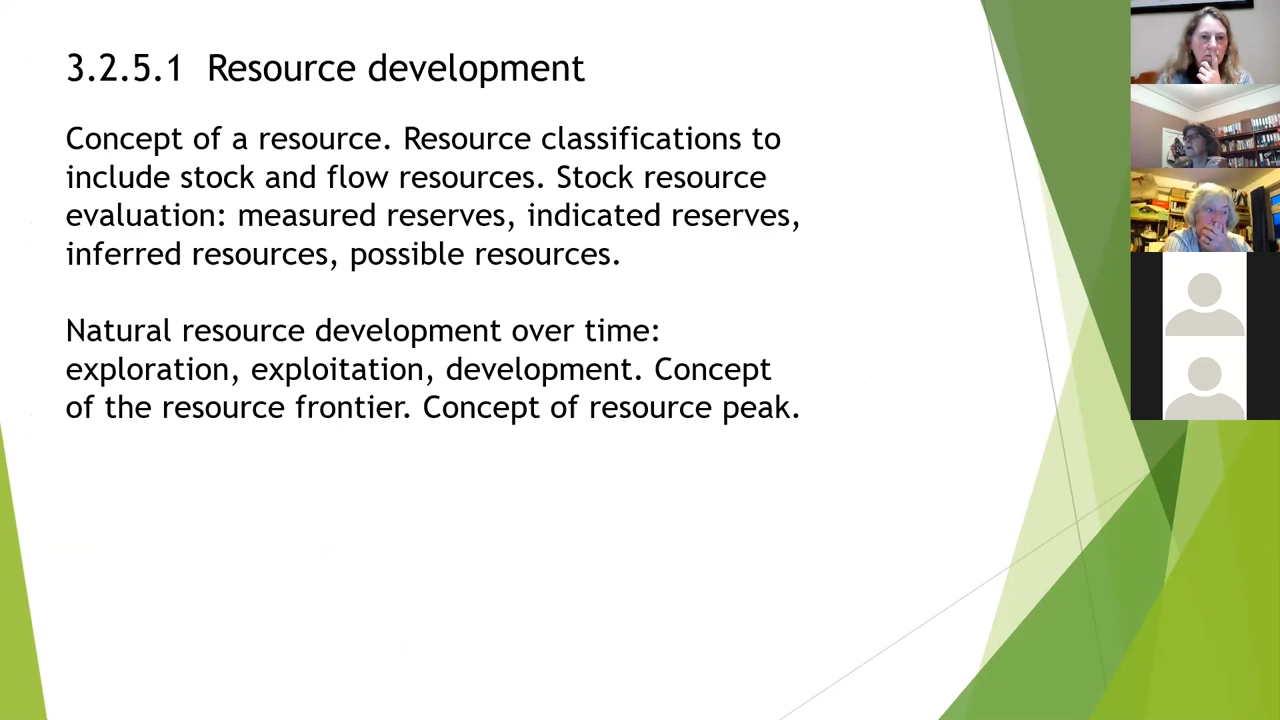 3.2.5.1 Resource development
Concept of a resource. Resource classifications to
include stock and flow resources. Stock resource
evaluation: measured reserves, indicated reserves,
inferred resources, possible resources.
Natural resource development over time:
exploration, exploitation, development. Concept
of the resource frontier. Concept of resource peak.